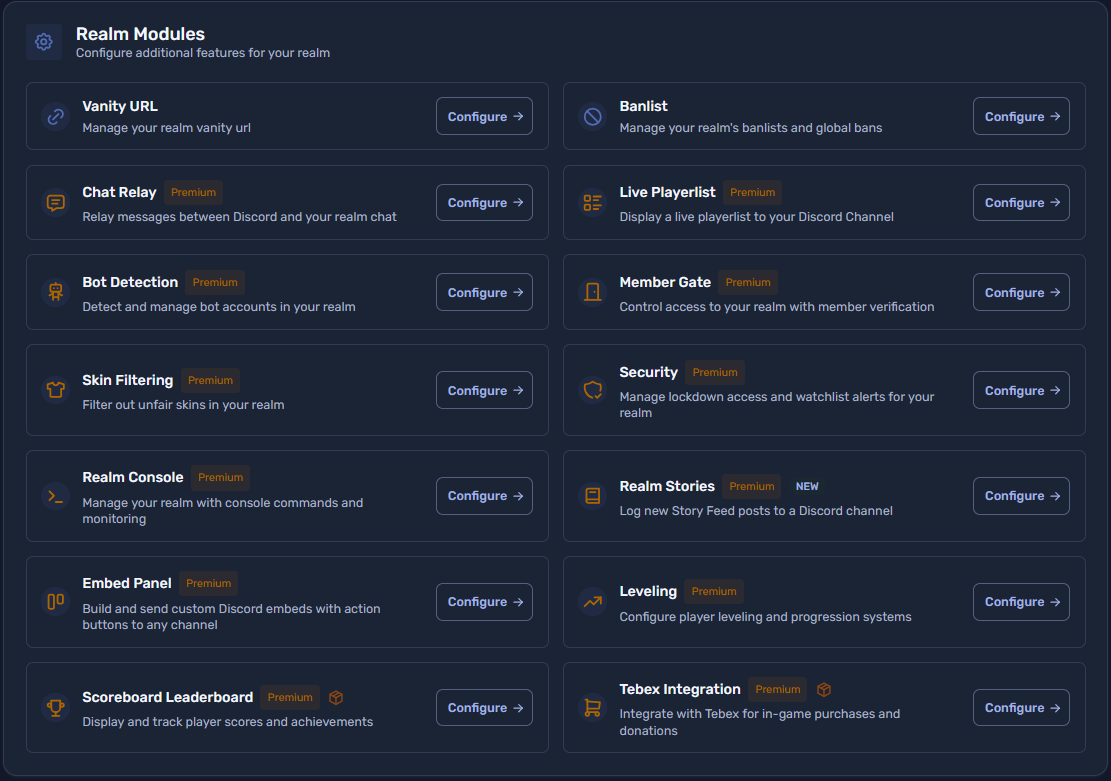 Realm Modules
Configure additional features for your realm
Vanity URL
Manage your realm vanity url
Configure →
Banlist
Manage your realm's banlists and global bans
Configure →
Chat Relay Premium
Relay messages between Discord and your realm chat
Configure →
Live Playerlist Premium
Display a live playerlist to your Discord Channel
Configure →
Bot Detection Premium
Detect and manage bot accounts in your realm
Configure →
Member Gate Premium
Control access to your realm with member verification
Configure →
Skin Filtering Premium
Filter out unfair skins in your realm
Configure →
Security Premium
Manage lockdown access and watchlist alerts for your
realm
Configure →
Realm Console Premium
Manage your realm with console commands and
monitoring
Configure →
Realm Stories Premium NEW
Log new Story Feed posts to a Discord channel
Configure →
Embed Panel Premium
Build and send custom Discord embeds with action
buttons to any channel
Configure →
Leveling Premium
Configure player leveling and progression systems
Configure →
Scoreboard Leaderboard Premium
Display and track player scores and achievements
Configure →
Tebex Integration Premium
Integrate with Tebex for in-game purchases and
donations
Configure →